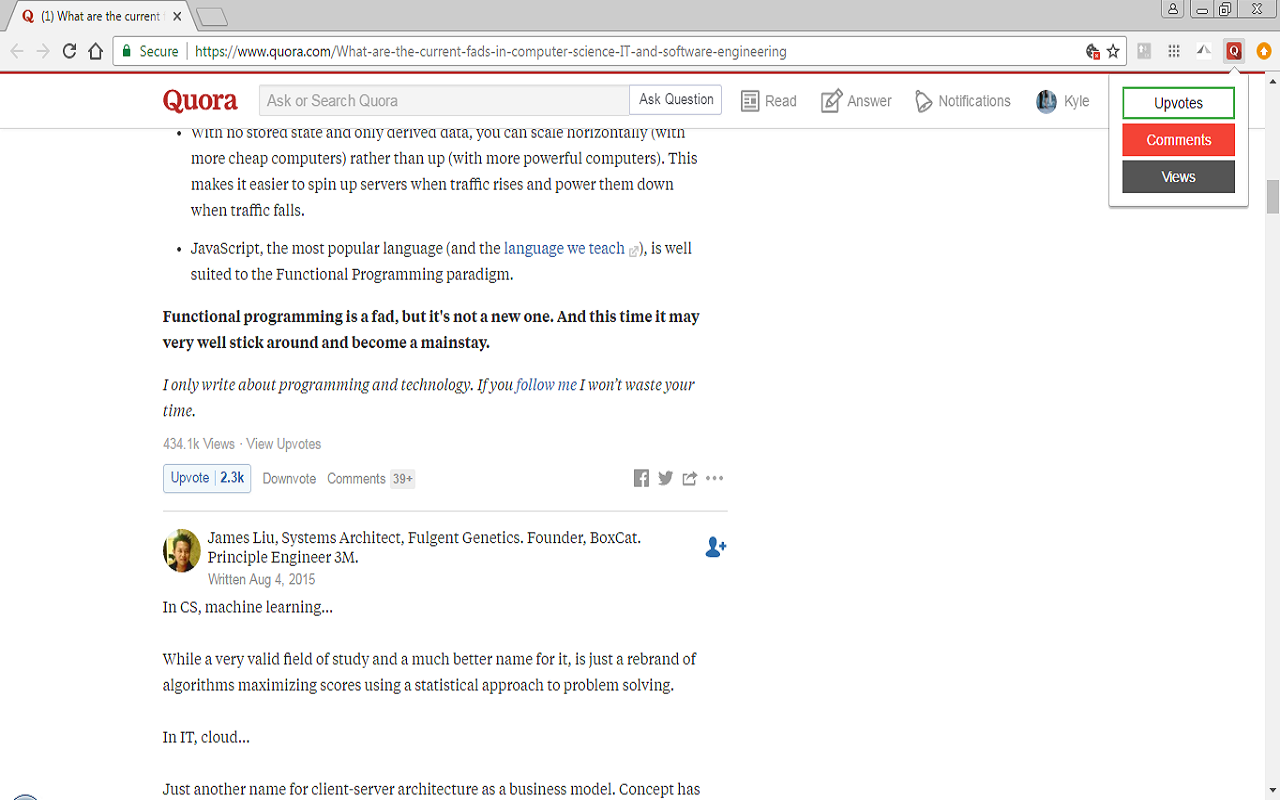 (1) What are the current
Secure
https://www.quora.com/What-are-the-current-fads-in-computer-science-IT-and-software-engineering
Quora
Ask or Search Quora
Ask Question
Read
Answer
Notifications
Kyle
Upvotes
Comments
Views
• With no stored state and only derived data, you can scale horizontally (with
more cheap computers) rather than up (with more powerful computers). This
makes it easier to spin up servers when traffic rises and power them down
when traffic falls.
• JavaScript, the most popular language (and the language we teach ), is well
suited to the Functional Programming paradigm.
Functional programming is a fad, but it's not a new one. And this time it may
very well stick around and become a mainstay.
I only write about programming and technology. If you follow me I won't waste your
time.
434.1k Views · View Upvotes
Upvote 2.3k Downvote Comments 39+
James Liu, Systems Architect, Fulgent Genetics. Founder, BoxCat.
Principle Engineer 3M.
Written Aug 4, 2015
In CS, machine learning...
While a very valid field of study and a much better name for it, is just a rebrand of
algorithms maximizing scores using a statistical approach to problem solving.
In IT, cloud...
Just another name for client-server architecture as a business model. Concept has